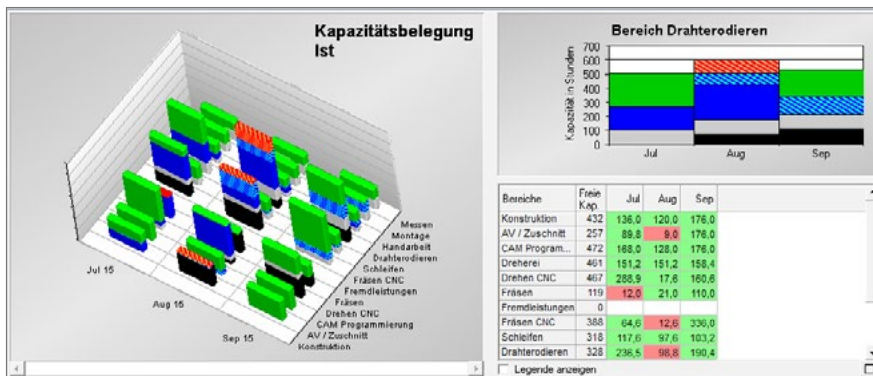 Kapazitätsbelegung
Ist
Jul 15
Aug 15
Sep 15
Messen
Montage
Handarbeit
Drahterodieren
Schleifen
Fräsen CNC
Fremdleistungen
Fräsen
Drehen CNC
CAM Programmierung
AV / Zuschnitt
Konstruktion
Bereich Drahterodieren
Kapazität in Stunden
700
600
500
400
300
200
100
0
Jul Aug Sep
Bereiche Freie Kap. Jul Aug Sep
Konstruktion 432 136,0 120,0 176,0
AV / Zuschnitt 257 89,8 9,0 176,0
CAM Program... 472 168,0 128,0 176,0
Dreherei 461 151,2 151,2 158,4
Drehen CNC 467 288,9 17,6 160,6
Fräsen 119 12,0 21,0 110,0
Fremdleistungen 0
Fräsen CNC 388 64,6 12,6 336,0
Schleifen 318 117,6 97,6 103,2
Drahterodieren 328 236,5 98,8 190,4
Legende anzeigen